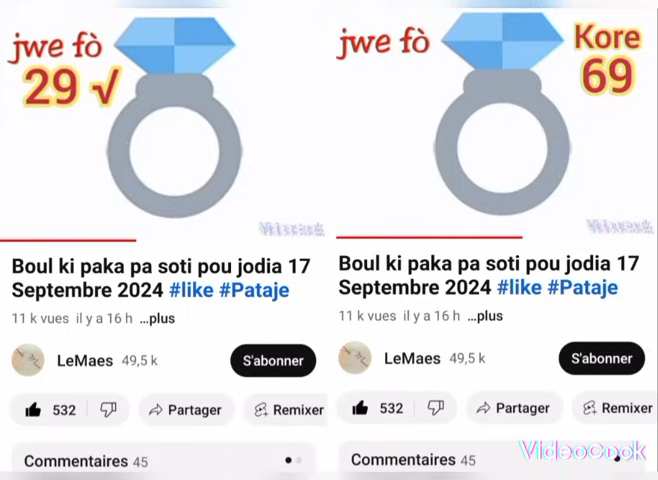 jwe fò
29 √
Boul ki paka pa soti pou jodia 17
Septembre 2024 #like #Pataje
11 k vues il y a 16 h ...plus
LeMaes 49,5 k
S'abonner
532
Partager
Remixer
Commentaires 45
jwe fò
Kore
69
Boul ki paka pa soti pou jodia 17
Septembre 2024 #like #Pataje
11 k vues il y a 16 h ...plus
LeMaes 49,5 k
S'abonner
532
Partager
Remixer
Commentaires 45
VideoCook